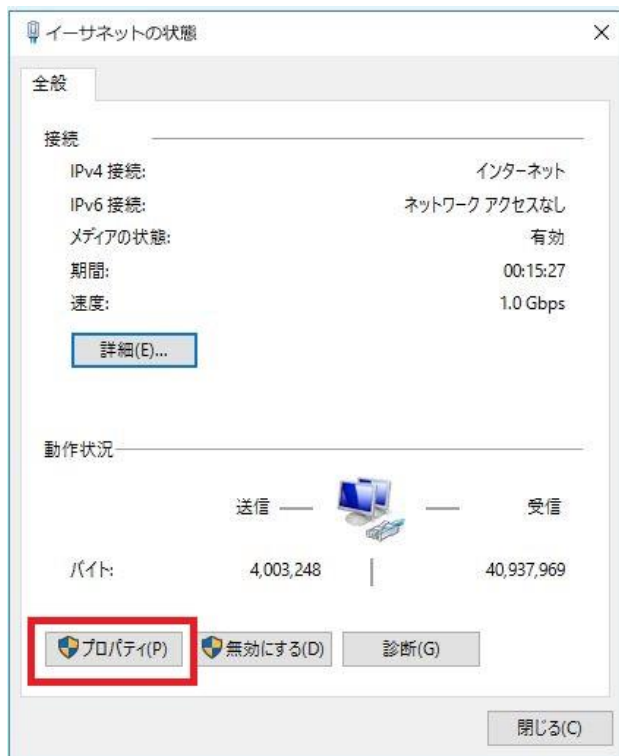 イーサネットの状態
全般
接続
IPv4 接続: インターネット
IPv6 接続: ネットワーク アクセスなし
メディアの状態: 有効
期間: 00:15:27
速度: 1.0 Gbps
詳細(E)...
動作状況
送信 受信
バイト: 4,003,248 40,937,969
プロパティ(P) 無効にする(D) 診断(G)
閉じる(C)